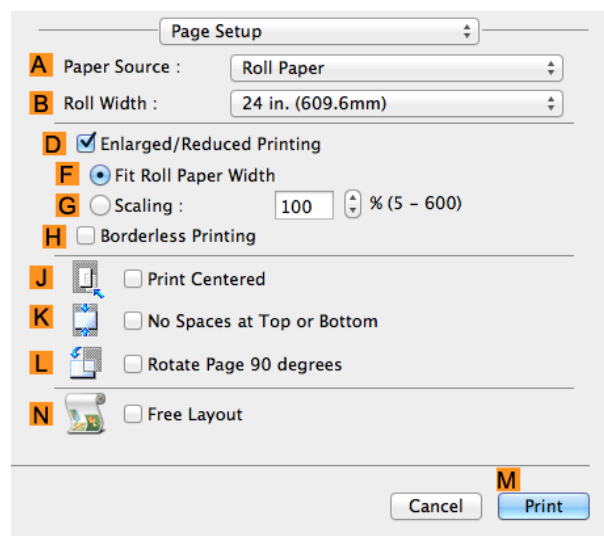 Page Setup
A Paper Source : Roll Paper
B Roll Width : 24 in. (609.6mm)
D Enlarged/Reduced Printing
F Fit Roll Paper Width
G Scaling : 100 % (5 - 600)
H Borderless Printing
J Print Centered
K No Spaces at Top or Bottom
L Rotate Page 90 degrees
N Free Layout
M
Cancel Print